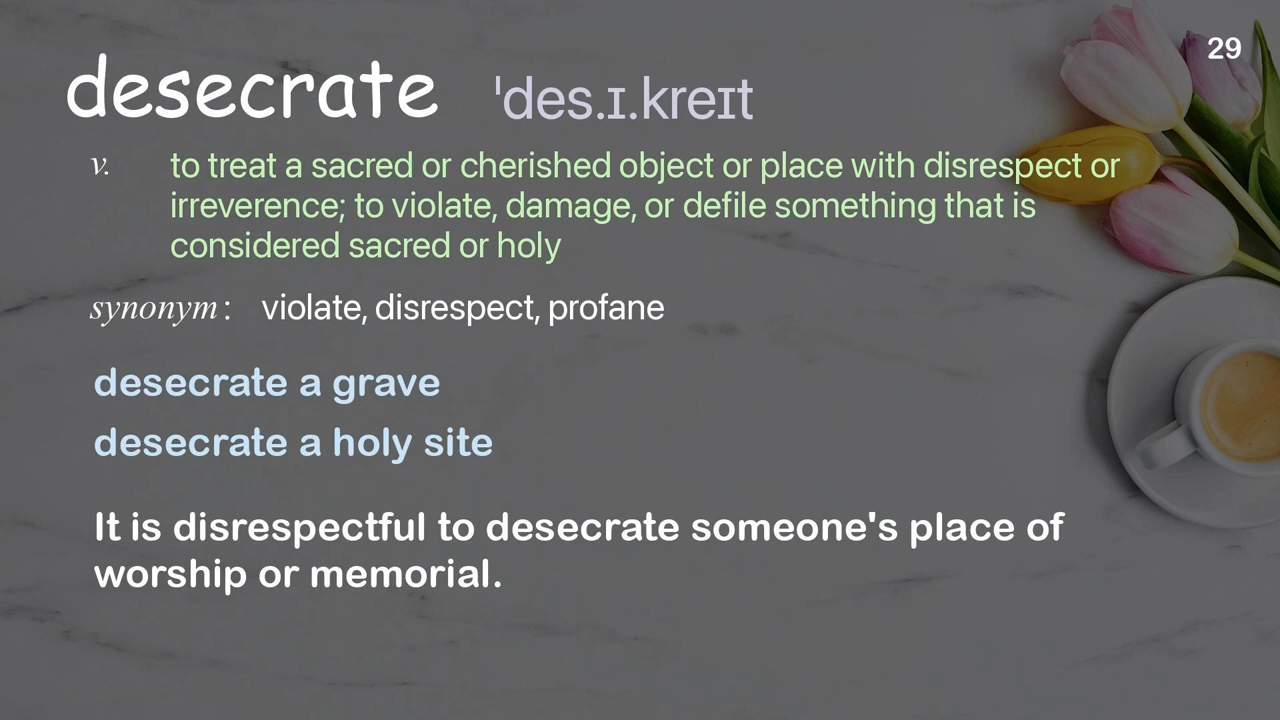 29
desecrate ˈdes.ɪ.kreɪt
v. to treat a sacred or cherished object or place with disrespect or
irreverence; to violate, damage, or defile something that is
considered sacred or holy
synonym: violate, disrespect, profane
desecrate a grave
desecrate a holy site
It is disrespectful to desecrate someone's place of
worship or memorial.